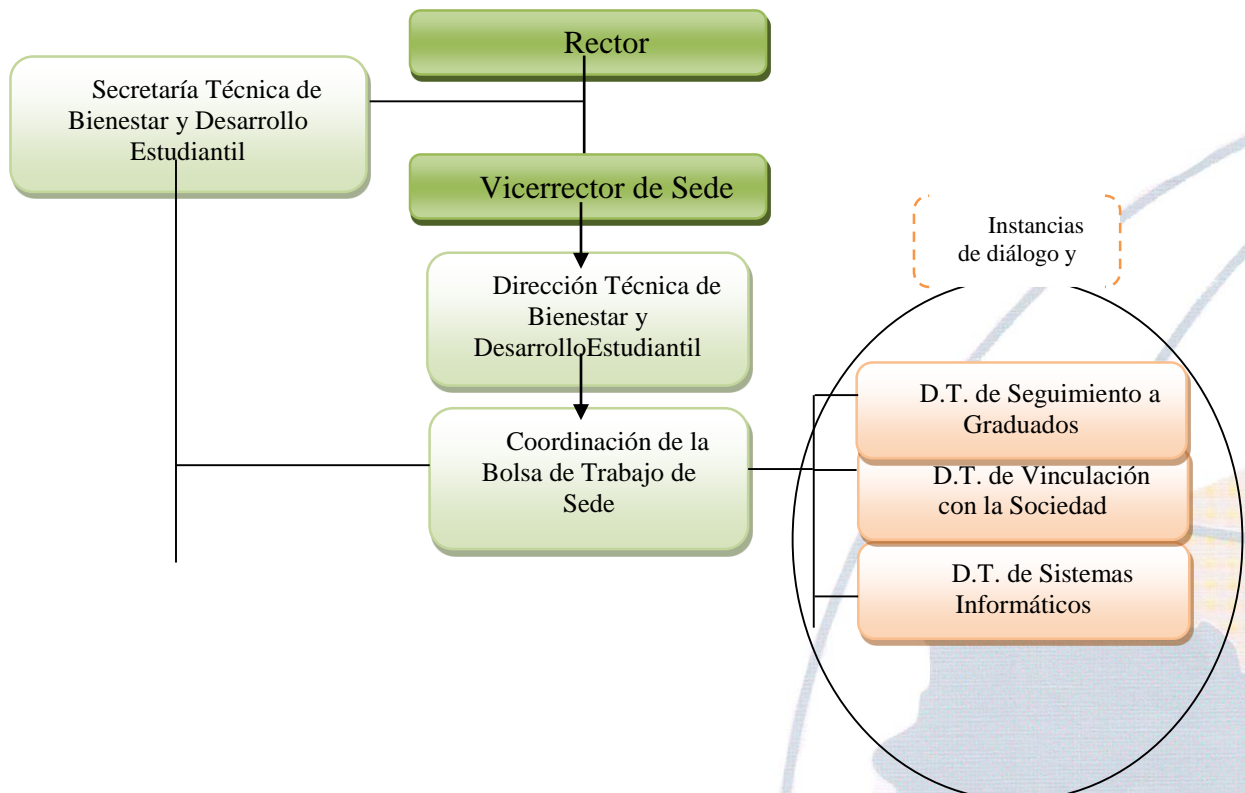 Rector
Secretaría Técnica de
Bienestar y Desarrollo
Estudiantil
Vicerrector de Sede
Instancias
de diálogo y
Dirección Técnica de
Bienestar y
DesarrolloEstudiantil
D.T. de Seguimiento a
Graduados
Coordinación de la
Bolsa de Trabajo de
Sede
D.T. de Vinculación
con la Sociedad
D.T. de Sistemas
Informáticos